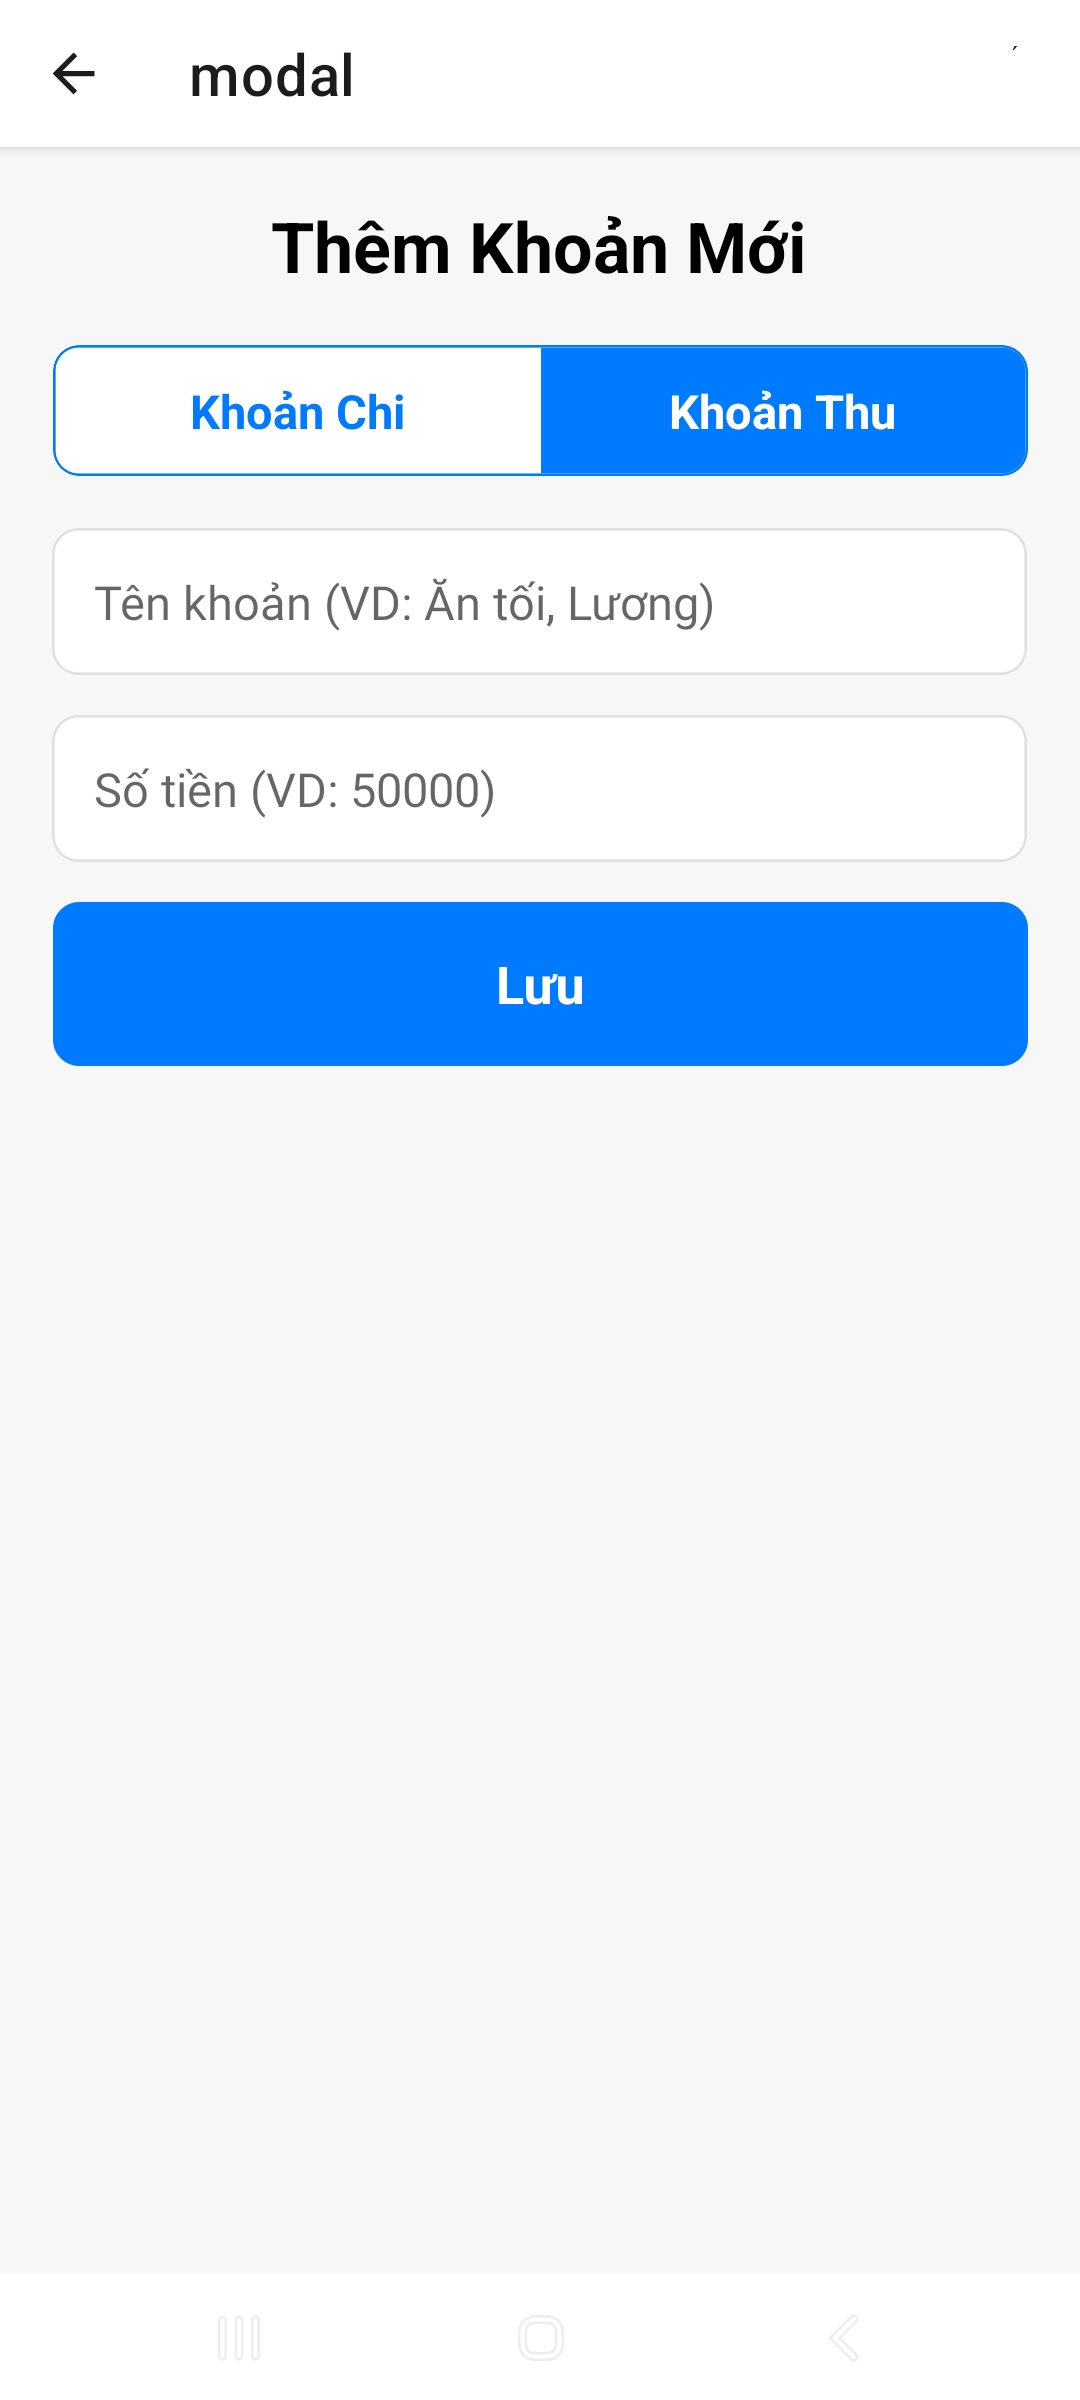 modal
Thêm Khoản Mới
Khoản Chi
Khoản Thu
Tên khoản (VD: Ăn tối, Lương)
Số tiền (VD: 50000)
Lưu